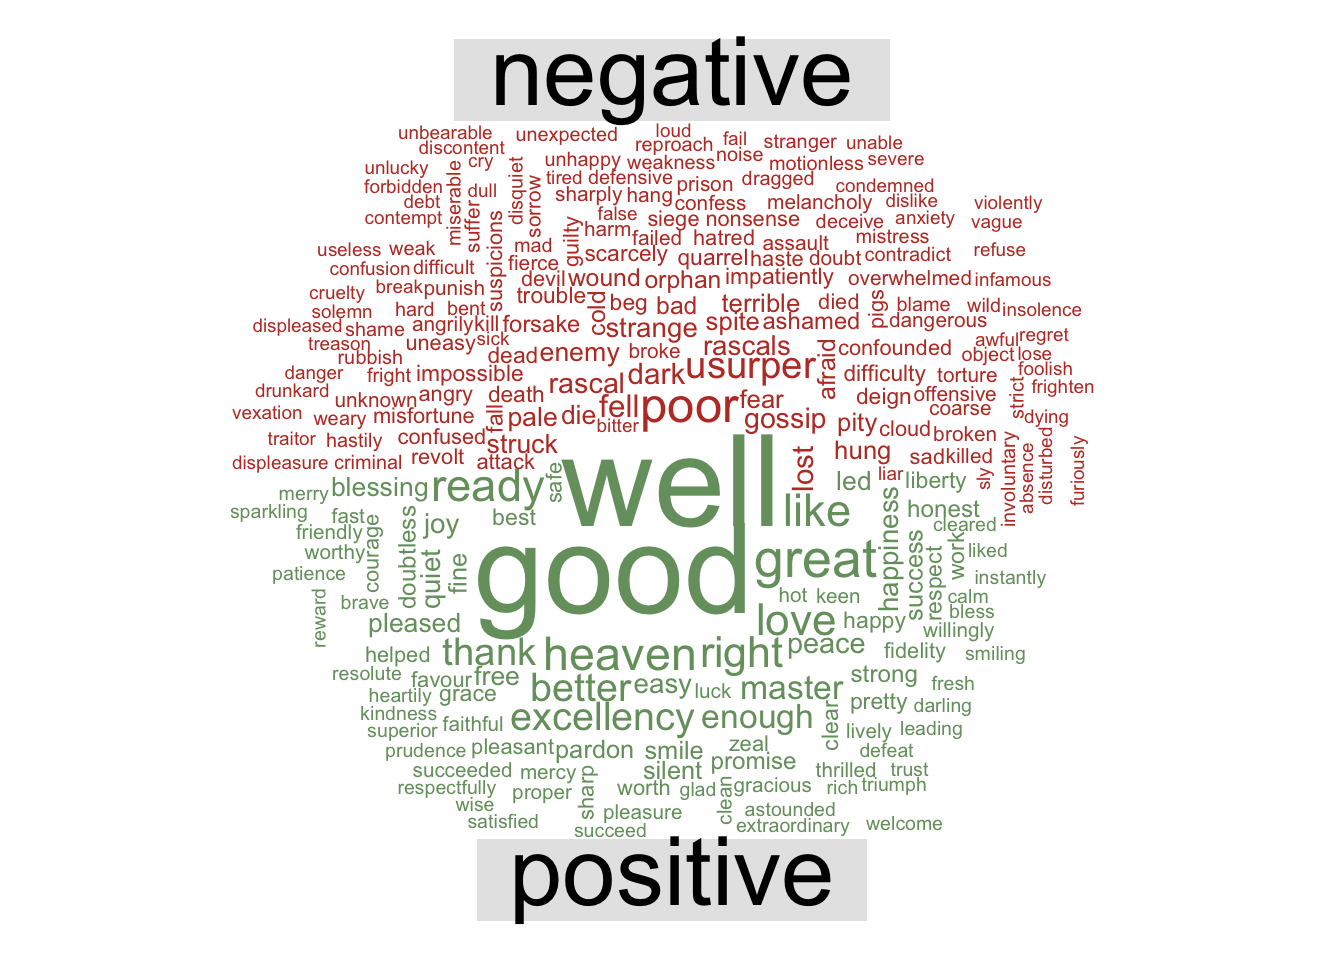 negative
unbearable unexpected loud stranger unable
discontent reproach fail
unlucky cry unhappy weakness noise motionless severe
forbidden miserable dull disquiet tired defensive prison dragged condemned
debt suffer sorrow sharply hang confess melancholy dislike violently
contempt suspicions guilty false siege nonsense deceive anxiety vague
harm
useless weak mad failed hatred assault mistress refuse
confusion difficult fierce scarcely quarrel haste doubt contradict
cruelty break punish devil wound orphan impatiently overwhelmed infamous
solemn hard bent trouble cold beg bad terrible died pigs blame wild insolence
displeased shame angrily kill forsake strange spite ashamed dangerous
treason uneasy sick awful regret
rubbish dead enemy broke rascals afraid confounded object lose
danger fright impossible rascal dark usurper difficulty torture foolish
drunkard unknown angry death fell poor fear deign offensive strict frighten
vexation weary misfortune fall pale die bitter gossip pity cloud coarse dying
traitor hastily confused struck lost hung broken
displeasure criminal revolt attack liar sad killed sly involuntary absence disturbed furiously
well
merry blessing ready safe like led liberty
sparkling fast joy best happiness honest
friendly courage doubtless cleared
worthy quiet fine good great success respect work liked
patience instantly
reward brave hot keen calm
pleased love happy bless
willingly
helped thank heaven right peace fidelity smiling
resolute favour free better easy luck master strong fresh
heartily grace pretty darling
kindness faithful excellency enough clear lively leading
superior
prudence pleasant pardon smile zeal defeat
succeeded mercy silent promise thrilled trust
respectfully proper sharp worth glad clean gracious rich triumph
wise pleasure astounded
satisfied succeed extraordinary welcome
positive